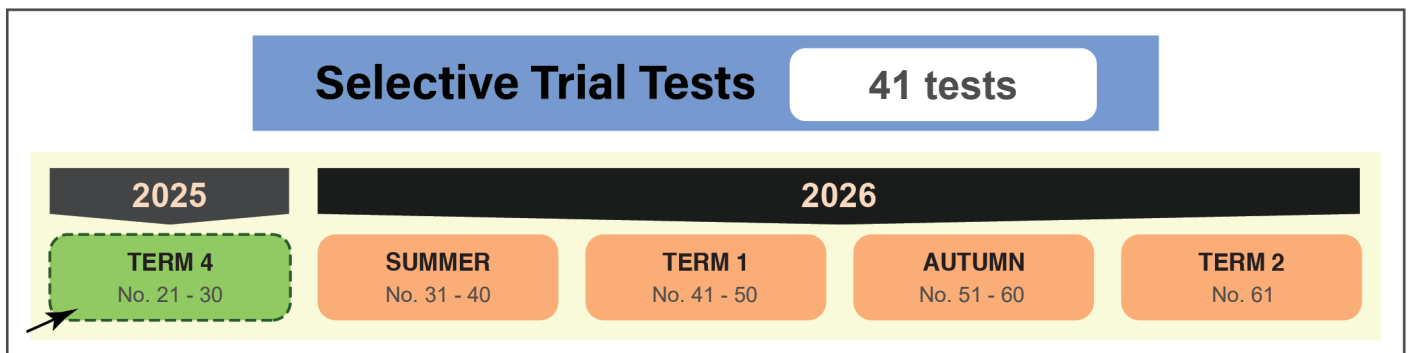 Selective Trial Tests 41 tests
2025 2026
TERM 4 SUMMER TERM 1 AUTUMN TERM 2
No. 21 - 30 No. 31 - 40 No. 41 - 50 No. 51 - 60 No. 61